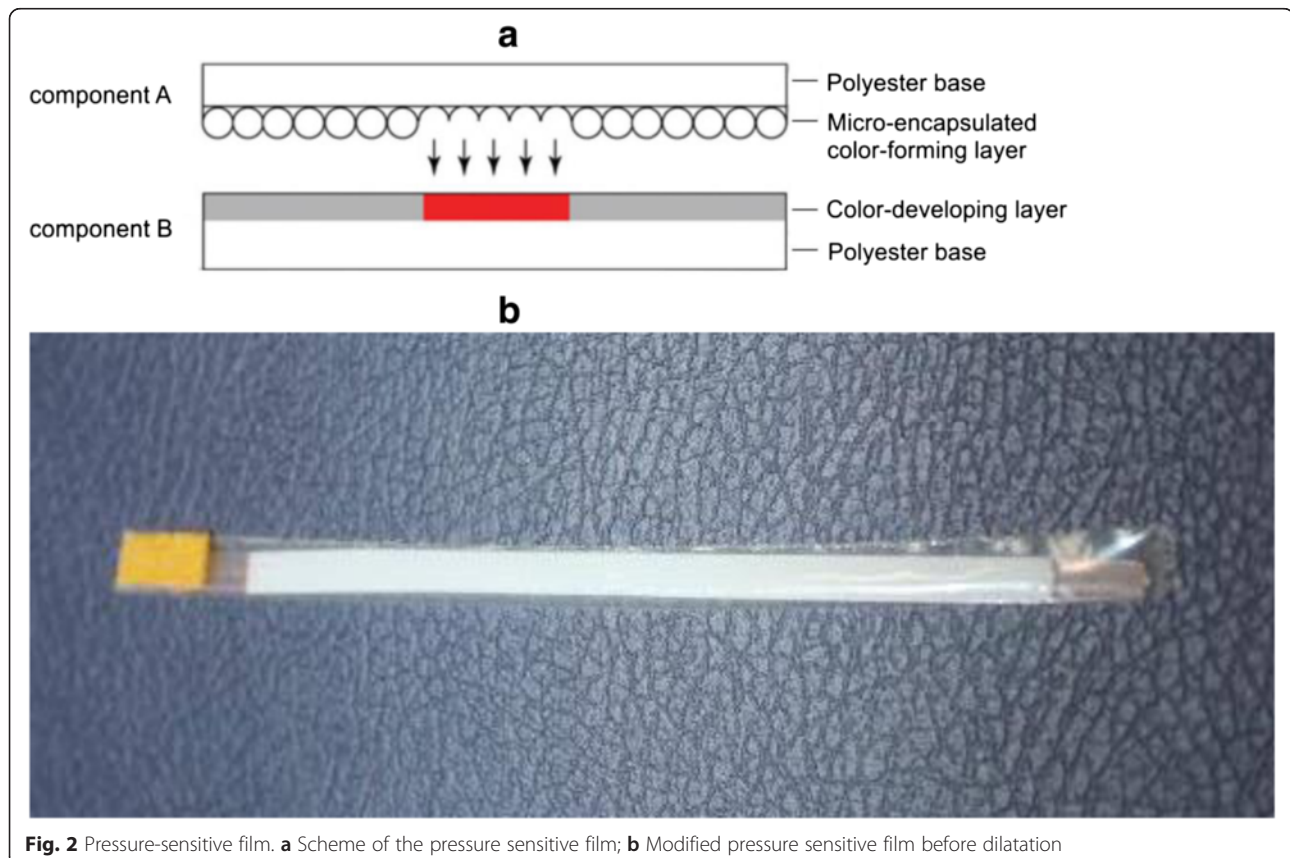 a
component A
Polyester base
Micro-encapsulated
color-forming layer
component B
Color-developing layer
Polyester base
b
Fig. 2 Pressure-sensitive film. a Scheme of the pressure sensitive film; b Modified pressure sensitive film before dilatation